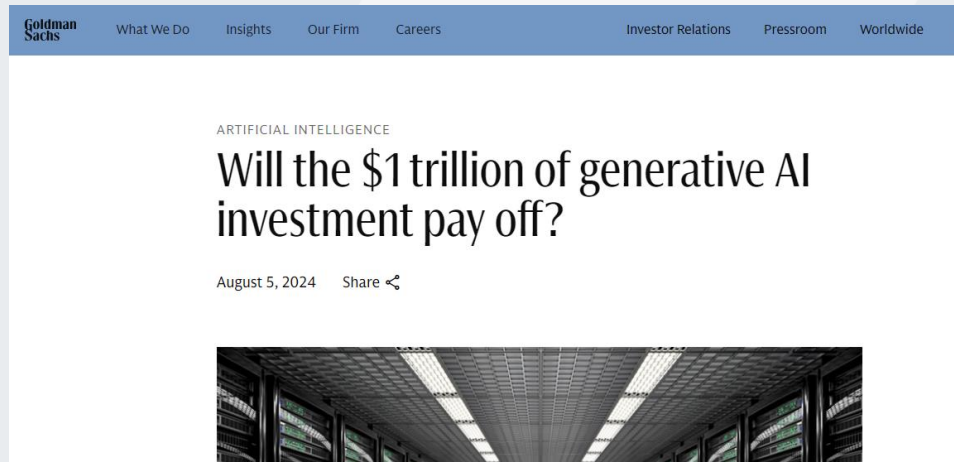 Goldman
Sachs
What We Do Insights Our Firm Careers Investor Relations Pressroom Worldwide
ARTIFICIAL INTELLIGENCE
Will the $1 trillion of generative AI
investment pay off?
August 5, 2024 Share